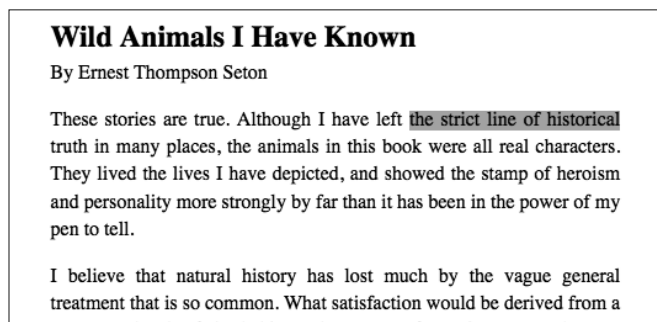 Wild Animals I Have Known
By Ernest Thompson Seton
These stories are true. Although I have left the strict line of historical
truth in many places, the animals in this book were all real characters.
They lived the lives I have depicted, and showed the stamp of heroism
and personality more strongly by far than it has been in the power of my
pen to tell.
I believe that natural history has lost much by the vague general
treatment that is so common. What satisfaction would be derived from a